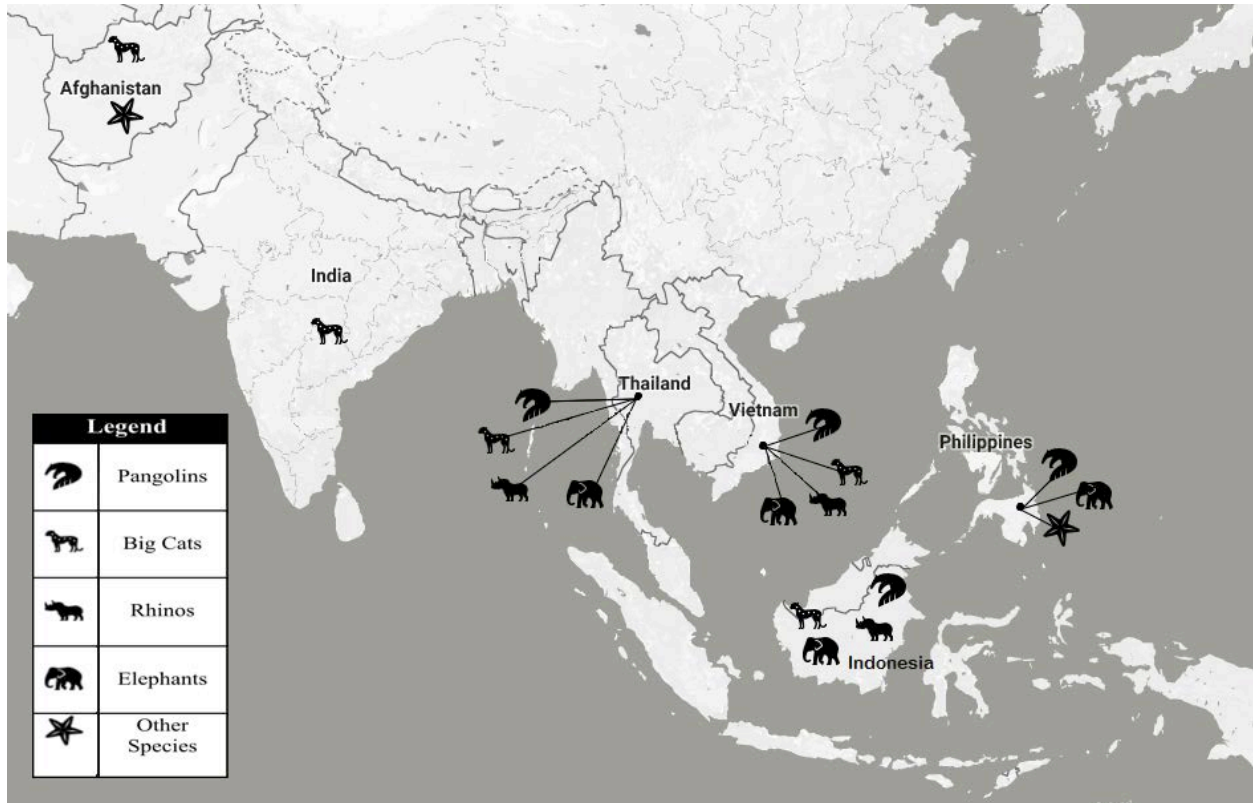 Afghanistan
India
Thailand
Vietnam
Philippines
Indonesia
Legend
Pangolins
Big Cats
Rhinos
Elephants
Other
Species